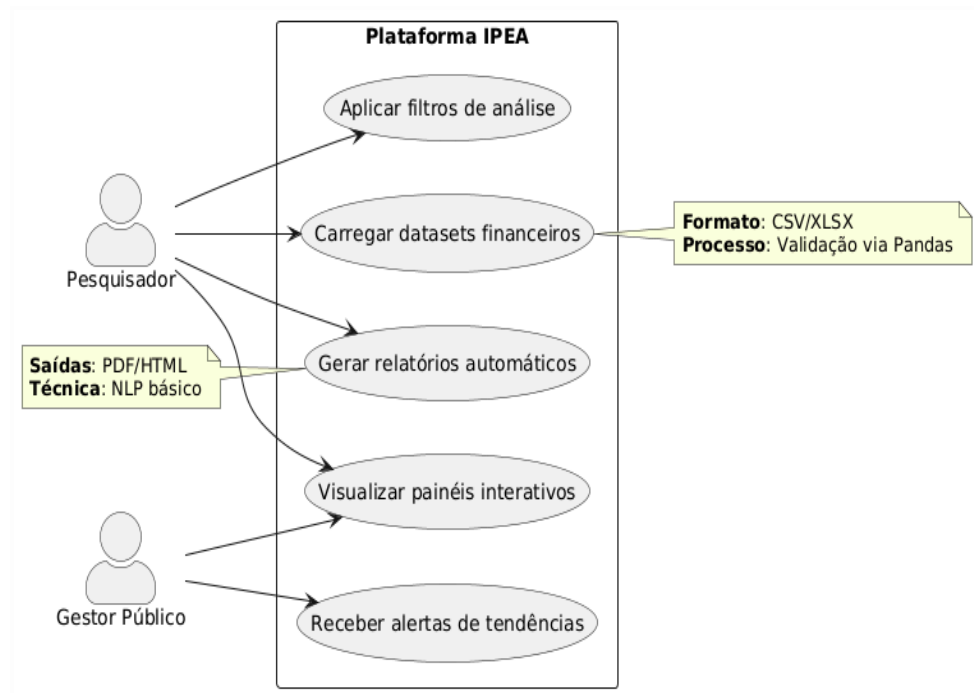 Plataforma IPEA
Aplicar filtros de análise
Carregar datasets financeiros
Formato: CSV/XLSX
Processo: Validação via Pandas
Pesquisador
Saídas: PDF/HTML
Técnica: NLP básico
Gerar relatórios automáticos
Visualizar painéis interativos
Gestor Público
Receber alertas de tendências